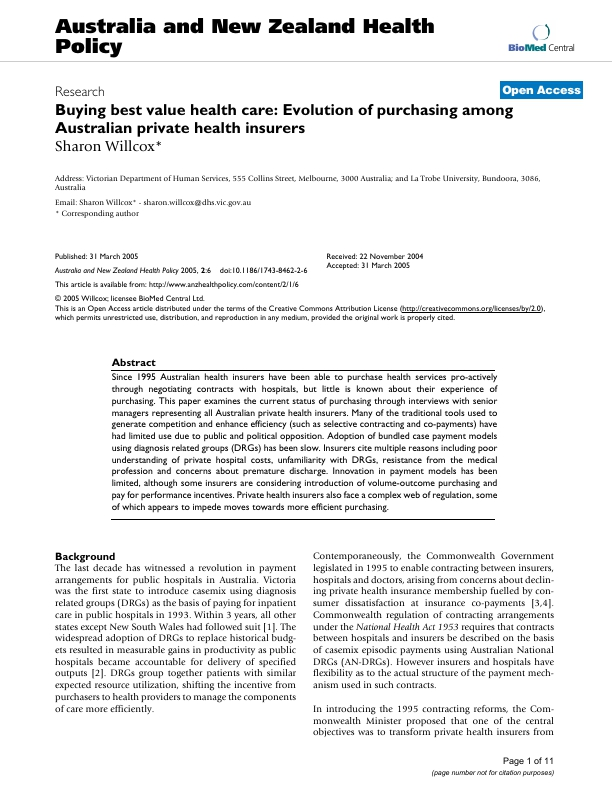 Australia and New Zealand Health
Policy
BioMed Central
Open Access
Research
Buying best value health care: Evolution of purchasing among
Australian private health insurers
Sharon Willcox*
Address: Victorian Department of Human Services, 555 Collins Street, Melbourne, 3000 Australia; and La Trobe University, Bundoora, 3086,
Australia
Email: Sharon Willcox* - sharon.willcox@dhs.vic.gov.au
* Corresponding author
Published: 31 March 2005
Australia and New Zealand Health Policy 2005, 2:6 doi:10.1186/1743-8462-2-6
Received: 22 November 2004
Accepted: 31 March 2005
This article is available from: http://www.anzhealthpolicy.com/content/2/1/6
© 2005 Willcox; licensee BioMed Central Ltd.
This is an Open Access article distributed under the terms of the Creative Commons Attribution License (http://creativecommons.org/licenses/by/2.0),
which permits unrestricted use, distribution, and reproduction in any medium, provided the original work is properly cited.
Abstract
Since 1995 Australian health insurers have been able to purchase health services pro-actively
through negotiating contracts with hospitals, but little is known about their experience of
purchasing. This paper examines the current status of purchasing through interviews with senior
managers representing all Australian private health insurers. Many of the traditional tools used to
generate competition and enhance efficiency (such as selective contracting and co-payments) have
had limited use due to public and political opposition. Adoption of bundled case payment models
using diagnosis related groups (DRGs) has been slow. Insurers cite multiple reasons including poor
understanding of private hospital costs, unfamiliarity with DRGs, resistance from the medical
profession and concerns about premature discharge. Innovation in payment models has been
limited, although some insurers are considering introduction of volume-outcome purchasing and
pay for performance incentives. Private health insurers also face a complex web of regulation, some
of which appears to impede moves towards more efficient purchasing.
Background
The last decade has witnessed a revolution in payment
arrangements for public hospitals in Australia. Victoria
was the first state to introduce casemix using diagnosis
related groups (DRGs) as the basis of paying for inpatient
care in public hospitals in 1993. Within 3 years, all other
states except New South Wales had followed suit [1]. The
widespread adoption of DRGs to replace historical budg-
ets resulted in measurable gains in productivity as public
hospitals became accountable for delivery of specified
outputs [2]. DRGs group together patients with similar
expected resource utilization, shifting the incentive from
purchasers to health providers to manage the components
of care more efficiently.
Contemporaneously, the Commonwealth Government
legislated in 1995 to enable contracting between insurers,
hospitals and doctors, arising from concerns about declin-
ing private health insurance membership fuelled by con-
sumer dissatisfaction at insurance co-payments [3,4].
Commonwealth regulation of contracting arrangements
under the National Health Act 1953 requires that contracts
between hospitals and insurers be described on the basis
of casemix episodic payments using Australian National
DRGs (AN-DRGs). However insurers and hospitals have
flexibility as to the actual structure of the payment mech-
anism used in such contracts.
In introducing the 1995 contracting reforms, the Com-
monwealth Minister proposed that one of the central
objectives was to transform private health insurers from
Page 1 of 11
(page number not for citation purposes)